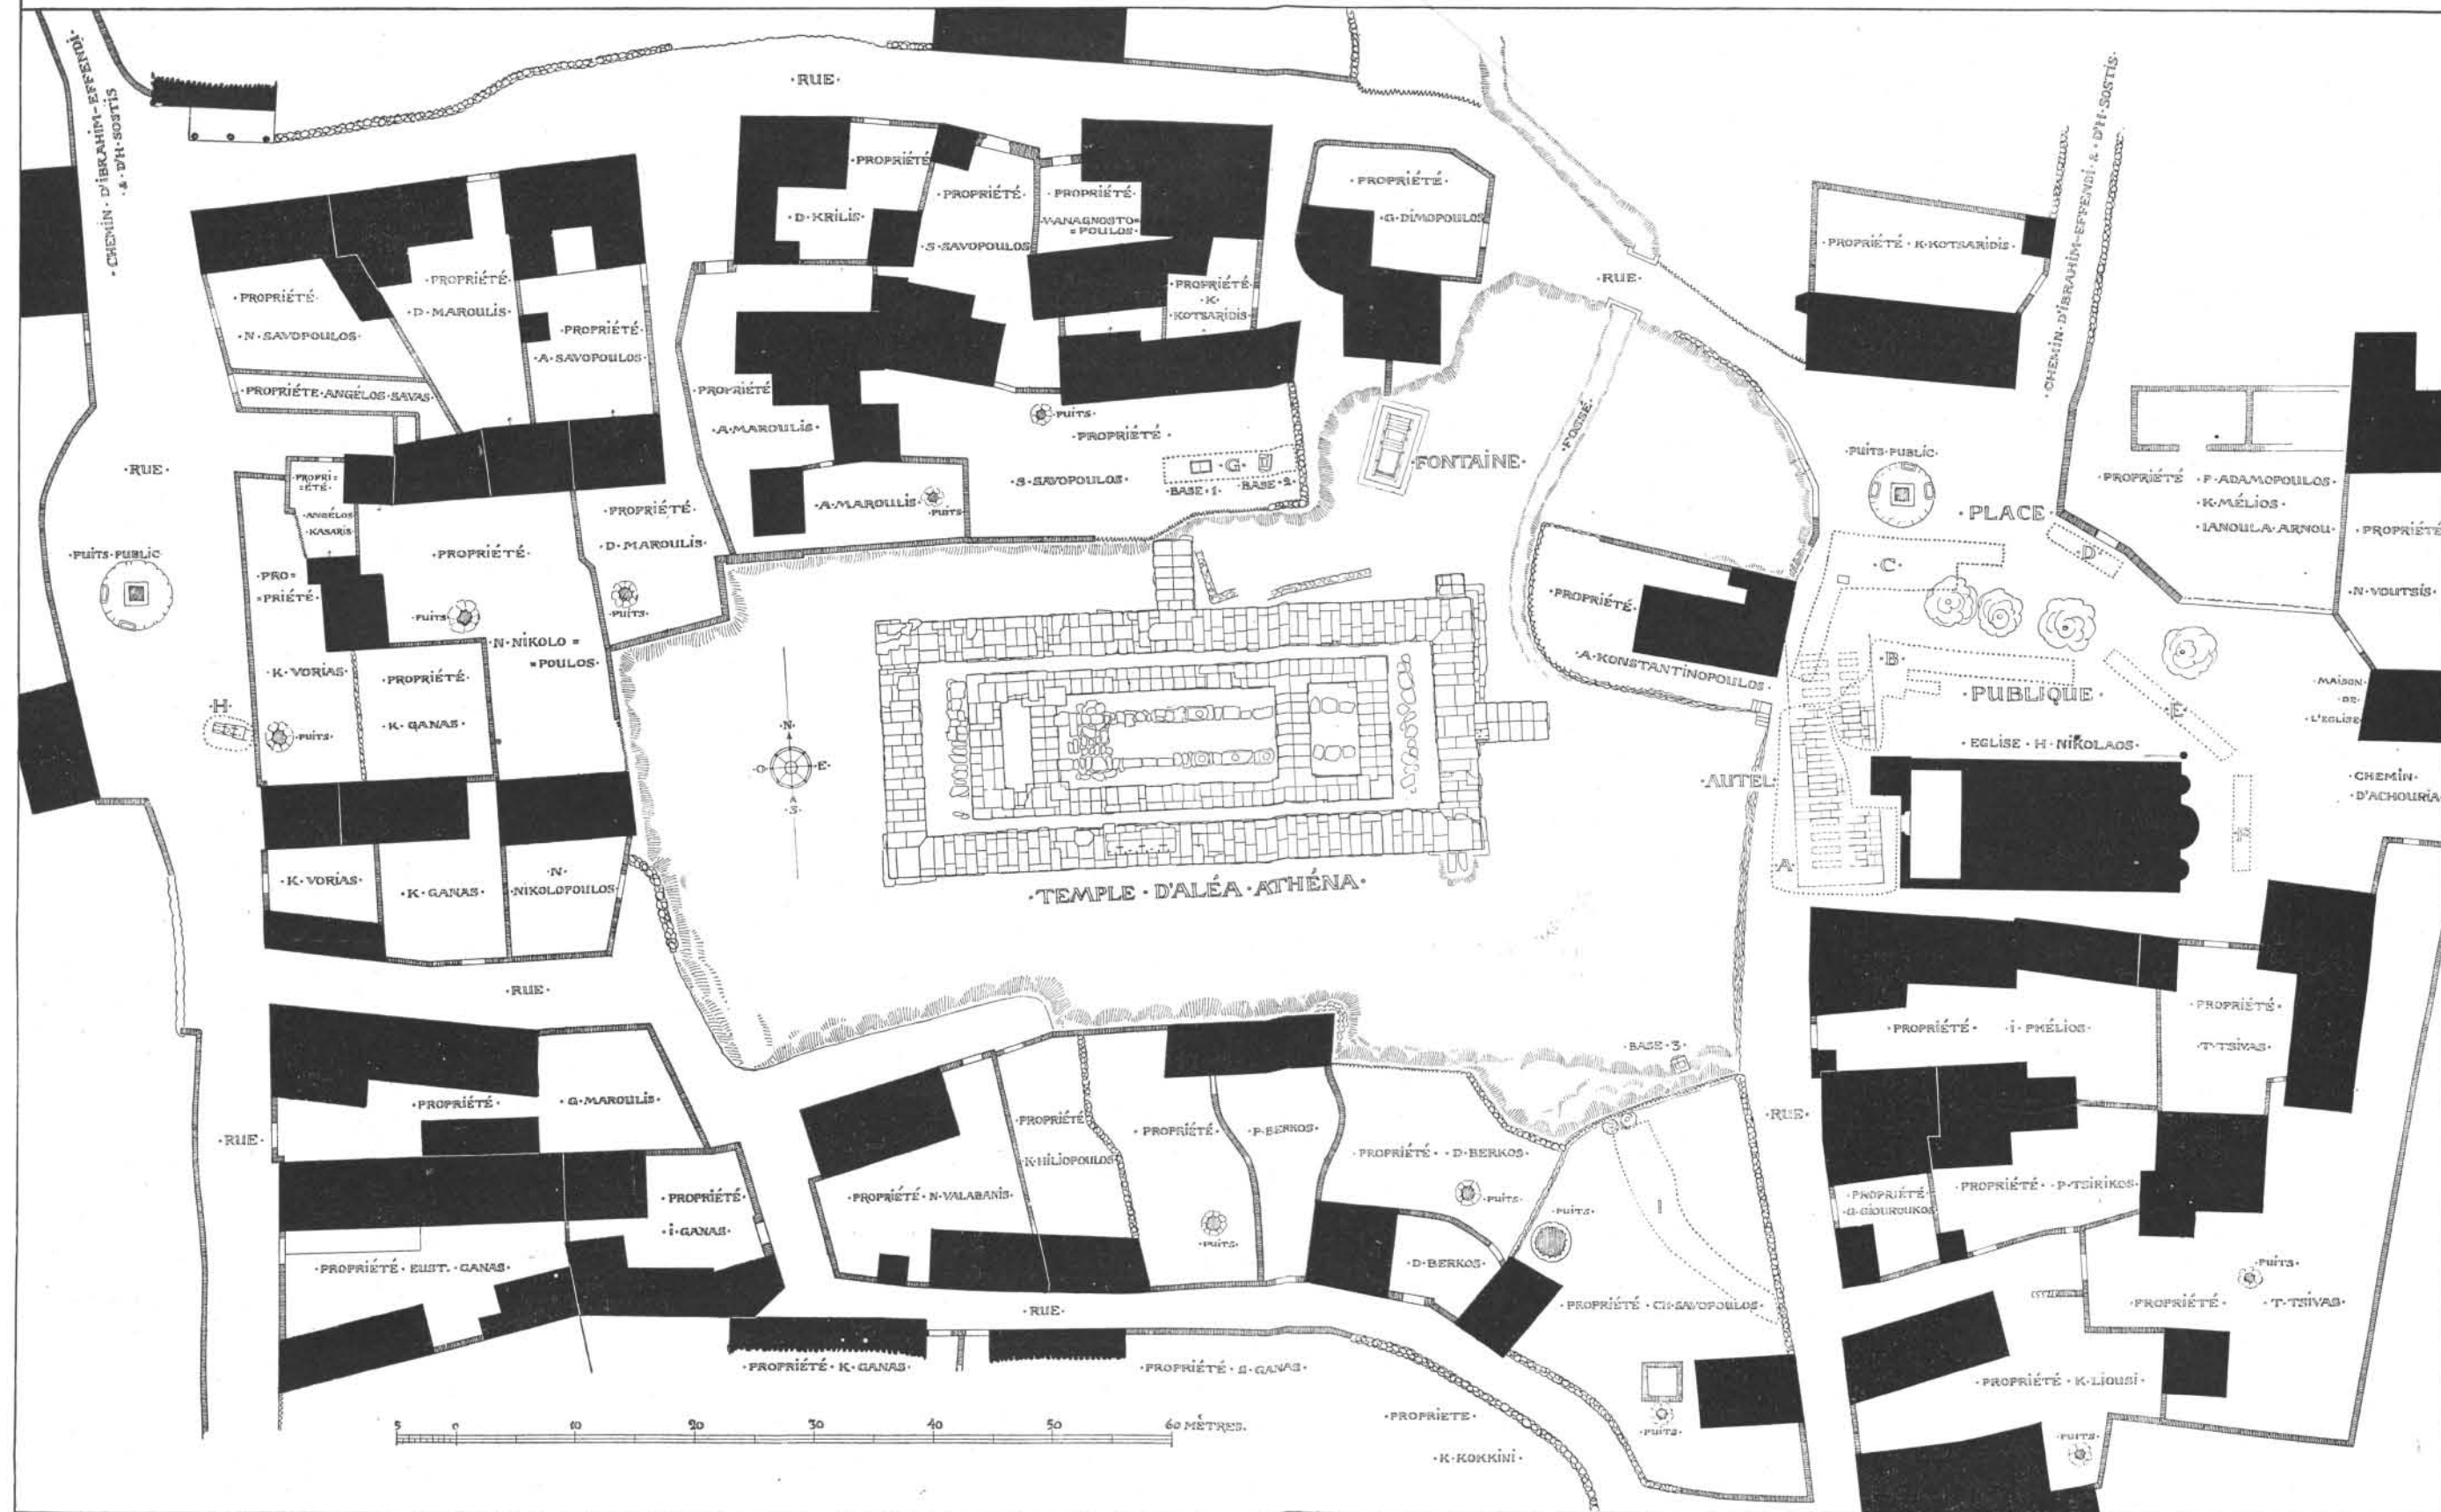 ·CHEMIN·D'IBRAHIM-EFFENDI·
·&·D'H·SOSTIS
·RUE·
·PROPRIÉTÉ
·D·KRILIS·
·PROPRIÉTÉ·
·S·SAVOPOULOS
·PROPRIÉTÉ·
V·ANAGNOSTO=
=POULOS·
·PROPRIÉTÉ·
·K·
·KOTSARIDIS·
·PROPRIÉTÉ·
·G·DIMOPOULOS
·RUE·
·PROPRIÉTÉ·K·KOTSARIDIS·
·CHEMIN·D'IBRAHIM-EFFENDI·&·D'H·SOSTIS·
·PROPRIÉTÉ·
·N·SAVOPOULOS·
·PROPRIÉTÉ·
·D·MAROULIS·
·PROPRIÉTÉ·
·A·SAVOPOULOS·
·PROPRIÉTÉ·ANGÉLOS·SAVAS·
·PROPRIÉTÉ
·A·MAROULIS·
·PUITS·
·PROPRIÉTÉ·
·S·SAVOPOULOS·
·G·
·BASE·1·
·BASE·2·
·A·MAROULIS·
·PUITS·
·FONTAINE·
·FOSSÉ·
·PUITS·PUBLIC·
·PLACE·
·PROPRIÉTÉ
·P·ADAMOPOULOS·
·K·MÉLIOS·
·IANOULA·ARNOU·
·PROPRIÉTÉ
·N·VOUTSIS·
·RUE·
·PUITS·PUBLIC·
·PROPRI=
=ÉTÉ·
·ANGÉLOS
·KASARIS·
·PRO=
=PRIÉTÉ·
·K·VORIAS·
·PUITS·
·H·
·PROPRIÉTÉ·
·PUITS·
·N·NIKOLO=
=POULOS·
·PROPRIÉTÉ·
·D·MAROULIS·
·PUITS·
·PROPRIÉTÉ·
·K·GANAS·
·N·
·O·
·E·
·S·
·TEMPLE·D'ALÉA·ATHÉNA·
·PROPRIÉTÉ·
·A·KONSTANTINOPOULOS·
·C·
·D·
·B·
·PUBLIQUE·
·E·
·EGLISE·H·NIKOLAOS·
·MAISON·
·DE·
·L'EGLISE·
·CHEMIN·
·D'ACHOURIA
·AUTEL·
·A·
·F·
·K·VORIAS·
·K·GANAS·
·N·
·NIKOLOPOULOS
·RUE·
·PROPRIÉTÉ·
·G·MAROULIS·
·RUE·
·PROPRIÉTÉ·
·I·GANAS·
·PROPRIÉTÉ·EUST.·GANAS·
·PROPRIÉTÉ·N·VALABANIS·
·PROPRIÉTÉ
·K·HILIOPOULOS
·PROPRIÉTÉ·
·P·BERKOS·
·PUITS·
·PROPRIÉTÉ·
·D·BERKOS·
·PUITS·
·D·BERKOS·
·BASE·3·
·PUITS·
I
·PROPRIÉTÉ·CH·SAVOPOULOS·
·PUITS·
·RUE·
·PROPRIÉTÉ·
·I·PMÉLIOS·
·PROPRIÉTÉ·
·T·TSIVAS·
·PROPRIÉTÉ·
·G·GIOUROUKOS
·PROPRIÉTÉ·
·P·TSIRIKOS·
·PUITS·
·PROPRIÉTÉ·
·T·TSIVAS·
·PROPRIÉTÉ·K·LIOUSI·
·PUITS·
·RUE·
·PROPRIÉTÉ·K·GANAS·
·PROPRIÉTÉ·S·GANAS·
·PROPRIETE·
·K·KOKKINI·
5 0 10 20 30 40 50 60 MÈTRES.